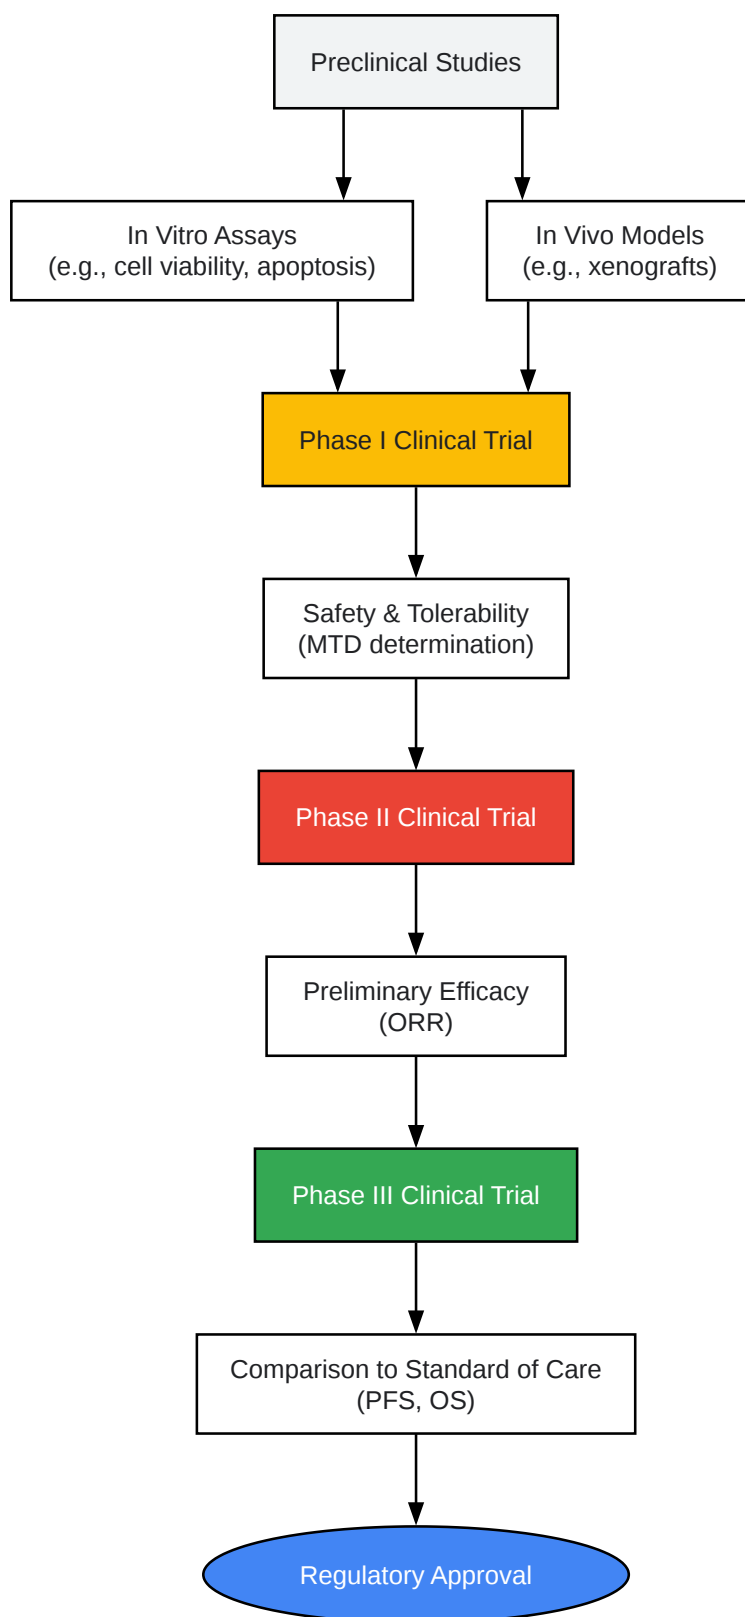 Preclinical Studies
In Vitro Assays
(e.g., cell viability, apoptosis)
In Vivo Models
(e.g., xenografts)
Phase I Clinical Trial
Safety & Tolerability
(MTD determination)
Phase II Clinical Trial
Preliminary Efficacy
(ORR)
Phase III Clinical Trial
Comparison to Standard of Care
(PFS, OS)
Regulatory Approval